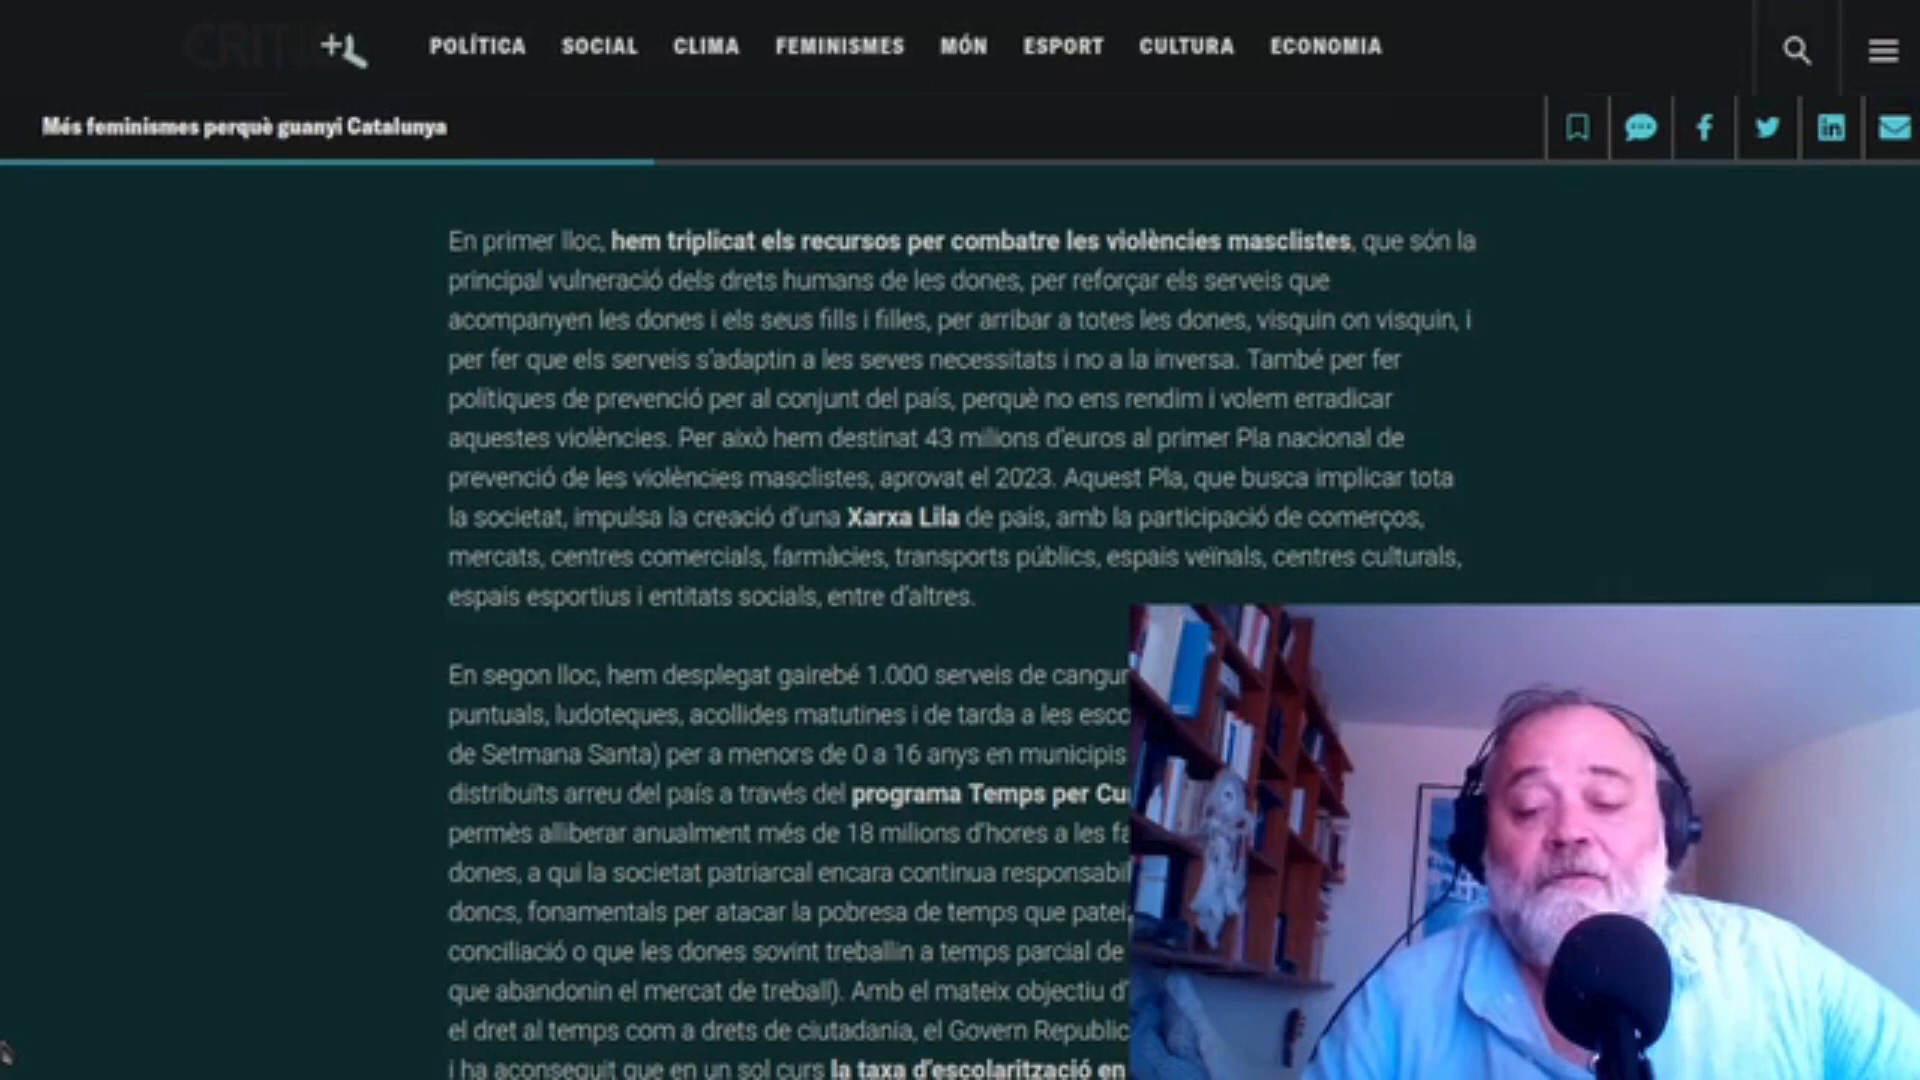 CRITIC
POLÍTICA SOCIAL CLIMA FEMINISMES MÓN ESPORT CULTURA ECONOMIA
Més feminismes perquè guanyi Catalunya
En primer lloc, hem triplicat els recursos per combatre les violències masclistes, que són la
principal vulneració dels drets humans de les dones, per reforçar els serveis que
acompanyen les dones i els seus fills i filles, per arribar a totes les dones, visquin on visquin, i
per fer que els serveis s'adaptin a les seves necessitats i no a la inversa. També per fer
polítiques de prevenció per al conjunt del país, perquè no ens rendim i volem erradicar
aquestes violències. Per això hem destinat 43 milions d'euros al primer Pla nacional de
prevenció de les violències masclistes, aprovat el 2023. Aquest Pla, que busca implicar tota
la societat, impulsa la creació d'una Xarxa Lila de país, amb la participació de comerços,
mercats, centres comercials, farmàcies, transports públics, espais veïnals, centres culturals,
espais esportius i entitats socials, entre d'altres.
En segon lloc, hem desplegat gairebé 1.000 serveis de cangur
puntuals, ludoteques, acollides matutines i de tarda a les esco
de Setmana Santa) per a menors de 0 a 16 anys en municipis
distribuïts arreu del país a través del programa Temps per Cu
permès alliberar anualment més de 18 milions d'hores a les fa
dones, a qui la societat patriarcal encara continua responsabil
doncs, fonamentals per atacar la pobresa de temps que patei
conciliació o que les dones sovint treballin a temps parcial de
que abandonin el mercat de treball). Amb el mateix objectiu d'
el dret al temps com a drets de ciutadania, el Govern Republic
i ha aconseguit que en un sol curs la taxa d'escolarització en